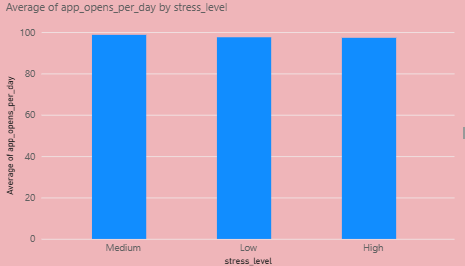 Average of app_opens_per_day by stress_level
Average of app_opens_per_day
100
80
60
40
20
0
Medium Low High
stress_level